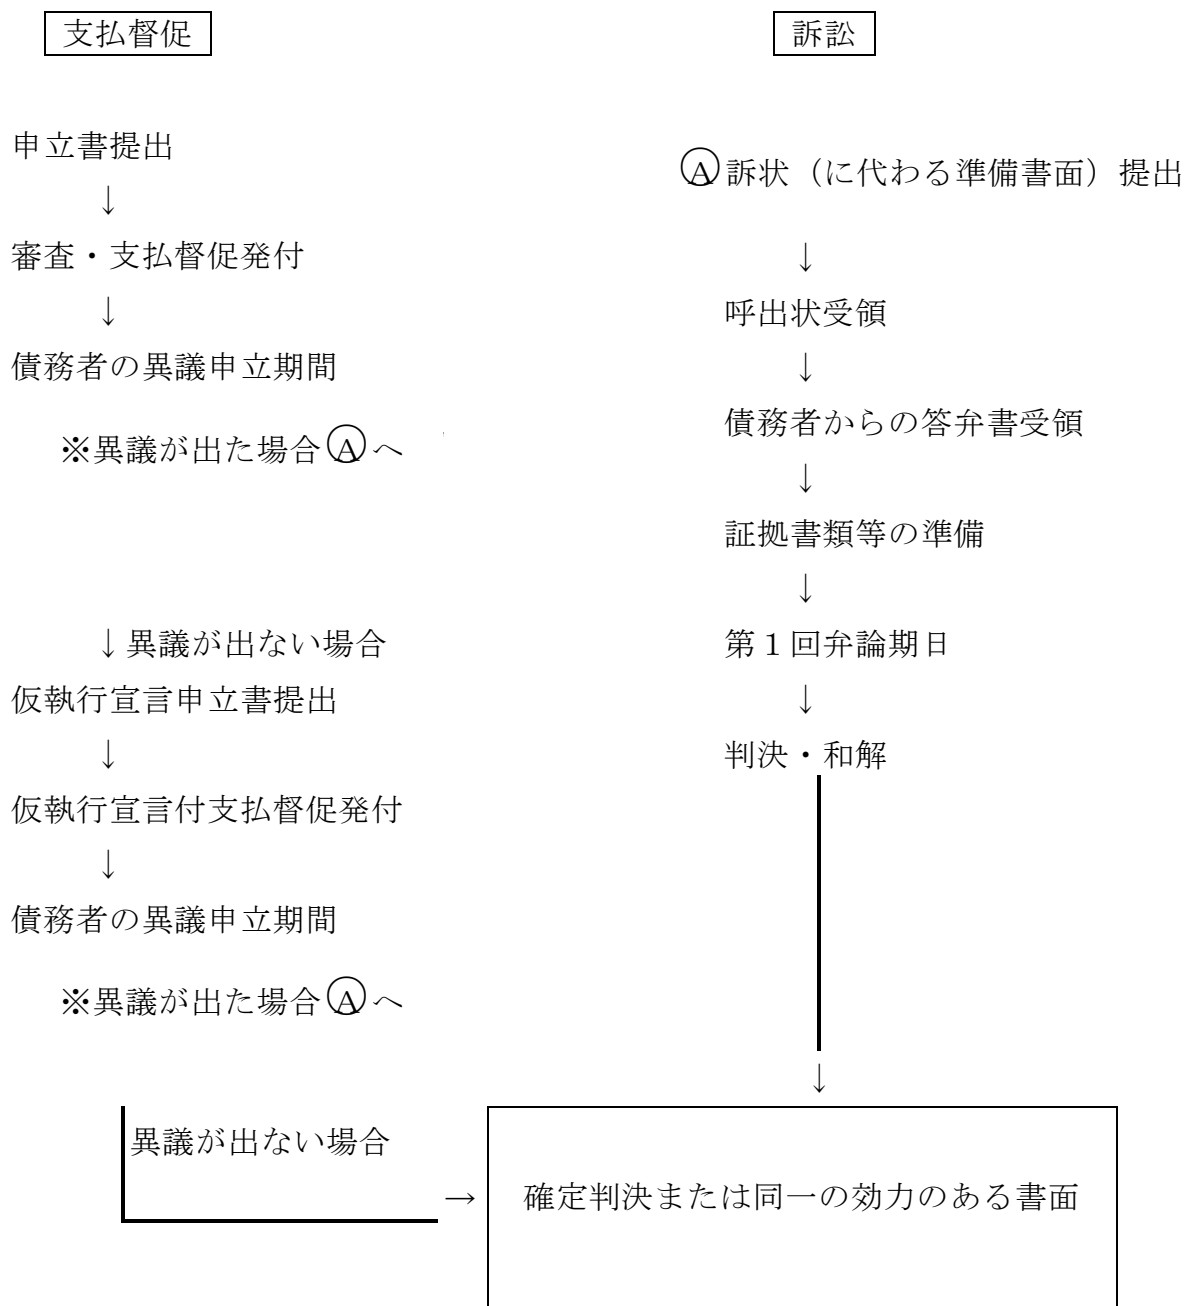 支払督促
申立書提出
↓
審査・支払督促発付
↓
債務者の異議申立期間
※異議が出た場合Ⓐへ
↓異議が出ない場合
仮執行宣言申立書提出
↓
仮執行宣言付支払督促発付
↓
債務者の異議申立期間
※異議が出た場合Ⓐへ
異議が出ない場合
→
訴訟
Ⓐ訴状（に代わる準備書面）提出
↓
呼出状受領
↓
債務者からの答弁書受領
↓
証拠書類等の準備
↓
第１回弁論期日
↓
判決・和解
↓
確定判決または同一の効力のある書面